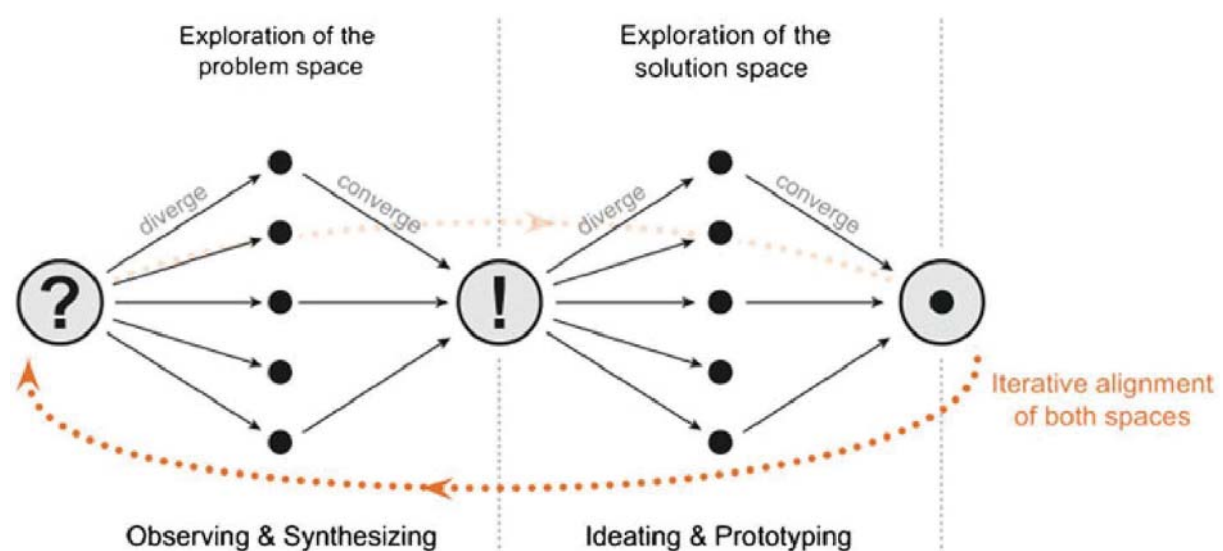 Exploration of the
problem space
Exploration of the
solution space
diverge
converge
diverge
converge
?
!
Iterative alignment
of both spaces
Observing & Synthesizing
Ideating & Prototyping